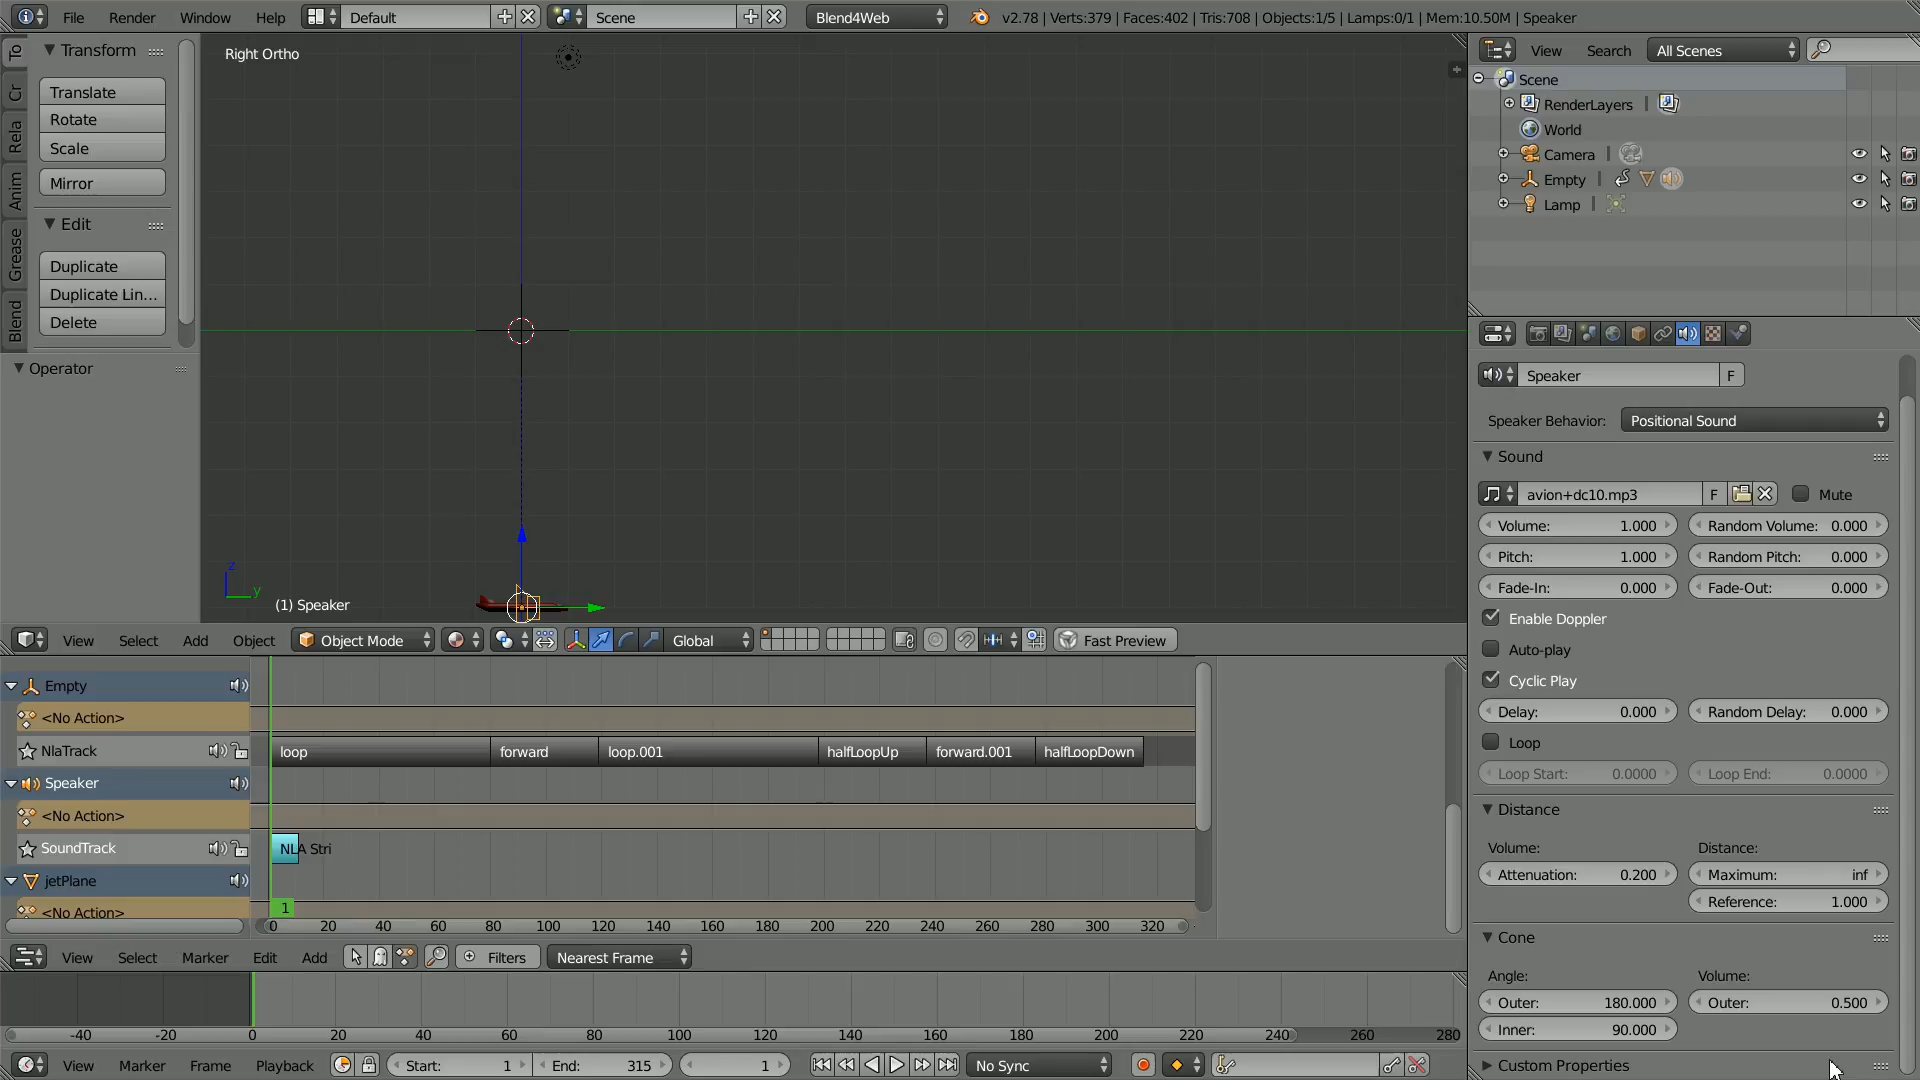 File Render Window Help Default Scene Blend4Web v2.78 | Verts:379 | Faces:402 | Tris:708 | Objects:1/5 | Lamps:0/1 | Mem:10.50M | Speaker
To
Cr
Rela
Anim
Grease
Blend
Transform
Translate
Rotate
Scale
Mirror
Edit
Duplicate
Duplicate Lin...
Delete
Operator
Right Ortho
z
y
(1) Speaker
View Select Add Object Object Mode Global Fast Preview
Empty
<No Action>
NlaTrack
Speaker
<No Action>
SoundTrack
jetPlane
<No Action>
loop forward loop.001 halfLoopUp forward.001 halfLoopDown
NLA Stri
1
0 20 40 60 80 100 120 140 160 180 200 220 240 260 280 300 320
View Select Marker Edit Add Filters Nearest Frame
-40 -20 0 20 40 60 80 100 120 140 160 180 200 220 240 260 280
View Marker Frame Playback Start: 1 End: 315 1 No Sync
View Search All Scenes
Scene
RenderLayers |
World
Camera |
Empty |
Lamp |
Speaker F
Speaker Behavior: Positional Sound
Sound
avion+dc10.mp3 F Mute
Volume: 1.000 Random Volume: 0.000
Pitch: 1.000 Random Pitch: 0.000
Fade-In: 0.000 Fade-Out: 0.000
Enable Doppler
Auto-play
Cyclic Play
Delay: 0.000 Random Delay: 0.000
Loop
Loop Start: 0.0000 Loop End: 0.0000
Distance
Volume: Distance:
Attenuation: 0.200 Maximum: inf
Reference: 1.000
Cone
Angle: Volume:
Outer: 180.000 Outer: 0.500
Inner: 90.000
Custom Properties